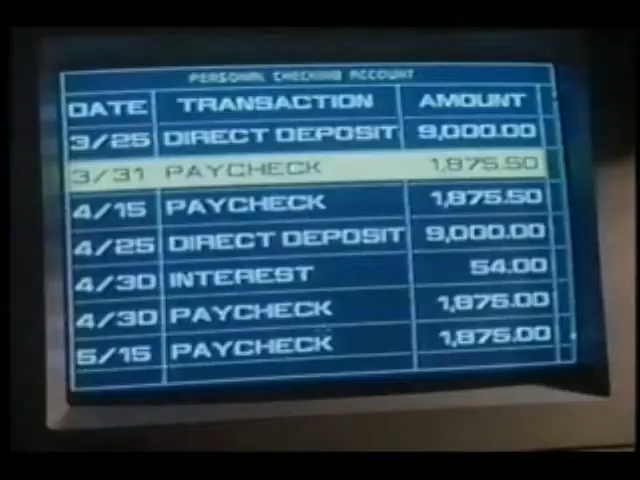 PERSONAL CHECKING ACCOUNT
DATE TRANSACTION AMOUNT
3/25 DIRECT DEPOSIT 9,000.00
3/31 PAYCHECK 1,875.50
4/15 PAYCHECK 1,875.50
4/25 DIRECT DEPOSIT 9,000.00
4/30 INTEREST 54.00
4/30 PAYCHECK 1,875.00
5/15 PAYCHECK 1,875.00